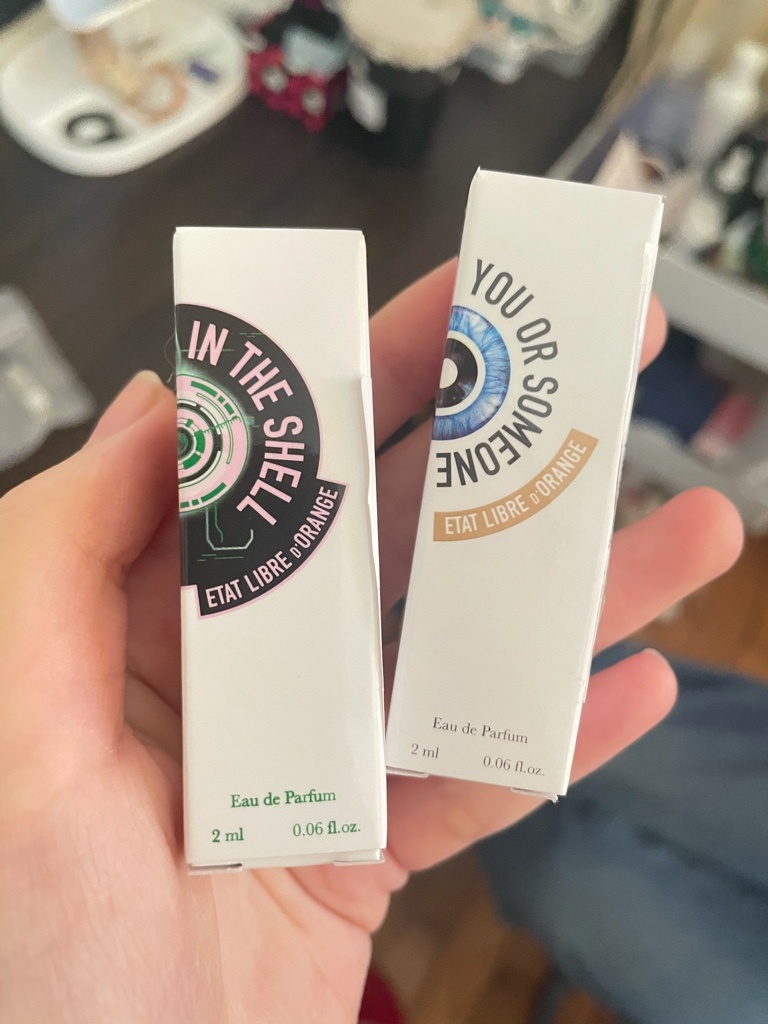 IN THE SHELL
ETAT LIBRE D'ORANGE
Eau de Parfum
2 ml 0.06 fl.oz.
YOU OR SOMEONE
ETAT LIBRE D'ORANGE
Eau de Parfum
2 ml 0.06 fl.oz.